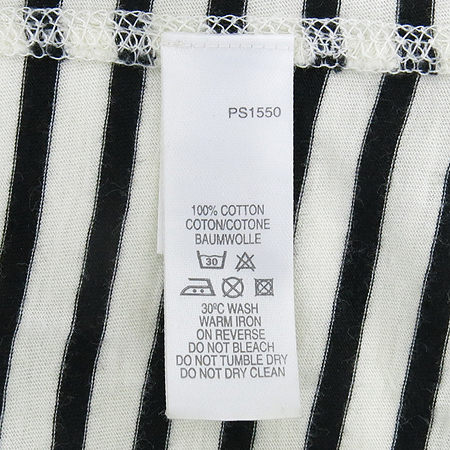 PS1550
100% COTTON
COTON/COTONE
BAUMWOLLE
30
30ºC WASH
WARM IRON
ON REVERSE
DO NOT BLEACH
DO NOT TUMBLE DRY
DO NOT DRY CLEAN